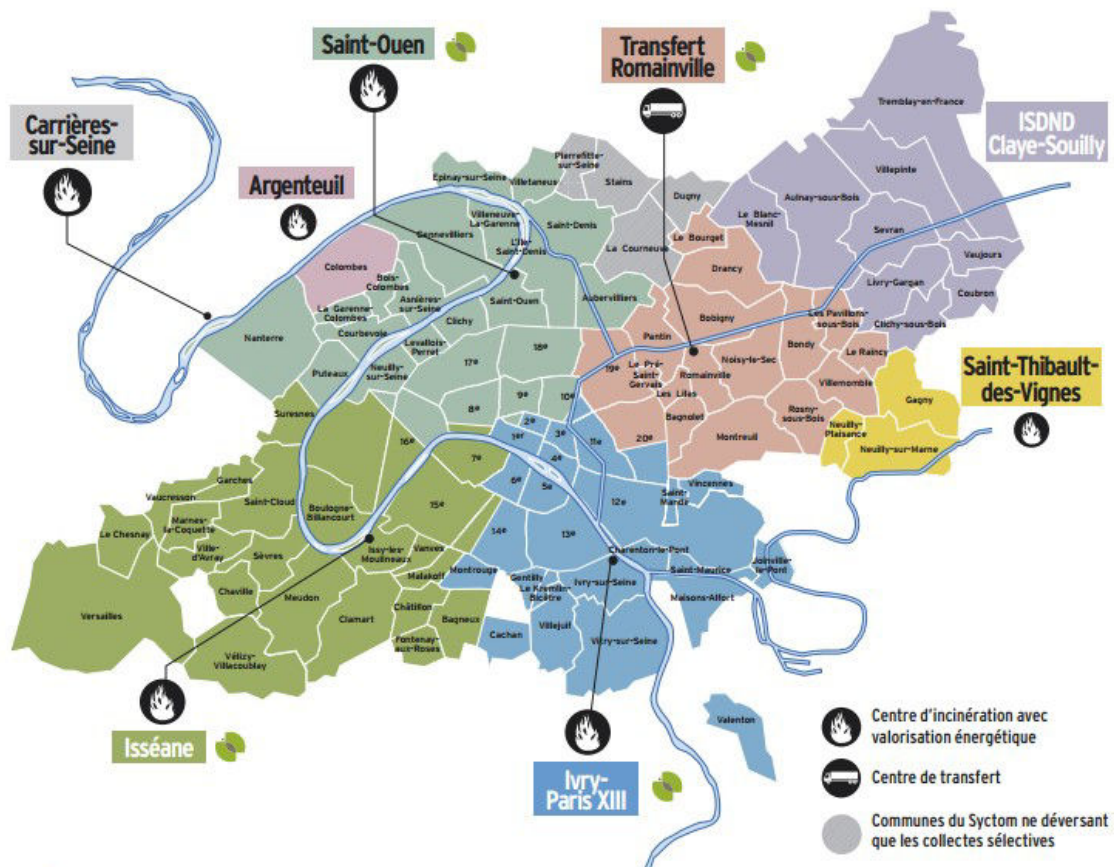 Saint-Ouen
Transfert
Romainville
Carrières-
sur-Seine
Argenteuil
ISDND
Claye-Souilly
Saint-Thibault-
des-Vignes
Isséane
Ivry-
Paris XIII
Tremblay-en-France
Villepinte
Aulnay-sous-Bois
Le Blanc-
Mesnil
Sevran
Vaujours
Livry-Gargan
Coubron
Clichy-sous-Bois
Pierrefitte-
sur-Seine
Stains
Dugny
La Courneuve
Epinay-sur-Seine
Villetaneuse
Villeneuve-
La-Garenne
Saint-Denis
L'Ile-
Saint-Denis
Gennevilliers
Colombes
Bois-
Colombes
Asnières-
sur-Seine
Saint-Ouen
Aubervilliers
La Garenne-
Colombes
Clichy
Courbevoie
Levallois-
Perret
Nanterre
Puteaux
Neuilly-
sur-Seine
17e
18e
8e
9e
10e
Le Bourget
Drancy
Bobigny
Pantin
Les Pavillons-
sous-Bois
Bondy
Noisy-le-Sec
Le Raincy
19e
Le Pré-
Saint-
Gervais
Romainville
Les Lilas
Villemomble
Bagnolet
Rosny-
sous-Bois
Montreuil
20e
Gagny
Neuilly-
Plaisance
Neuilly-sur-Marne
Suresnes
16e
7e
15e
Garches
Vaucresson
Saint-Cloud
Boulogne-
Billancourt
Marnes-
la-Coquette
Le Chesnay
Ville-
d'Avray
Sèvres
Issy-les-
Moulineaux
Vanves
Malakoff
Chaville
Meudon
Versailles
Clamart
Châtillon
Bagneux
Fontenay-
aux-Roses
Vélizy-
Villacoublay
1er
2e
3e
4e
5e
6e
11e
12e
13e
14e
Saint-
Mandé
Vincennes
Charenton-le-Pont
Saint-Maurice
Joinville-
le-Pont
Maisons-Alfort
Montrouge
Gentilly
Le Kremlin-
Bicêtre
Ivry-sur-Seine
Cachan
Villejuif
Vitry-sur-Seine
Valenton
Centre d'incinération avec
valorisation énergétique
Centre de transfert
Communes du Syctom ne déversant
que les collectes sélectives